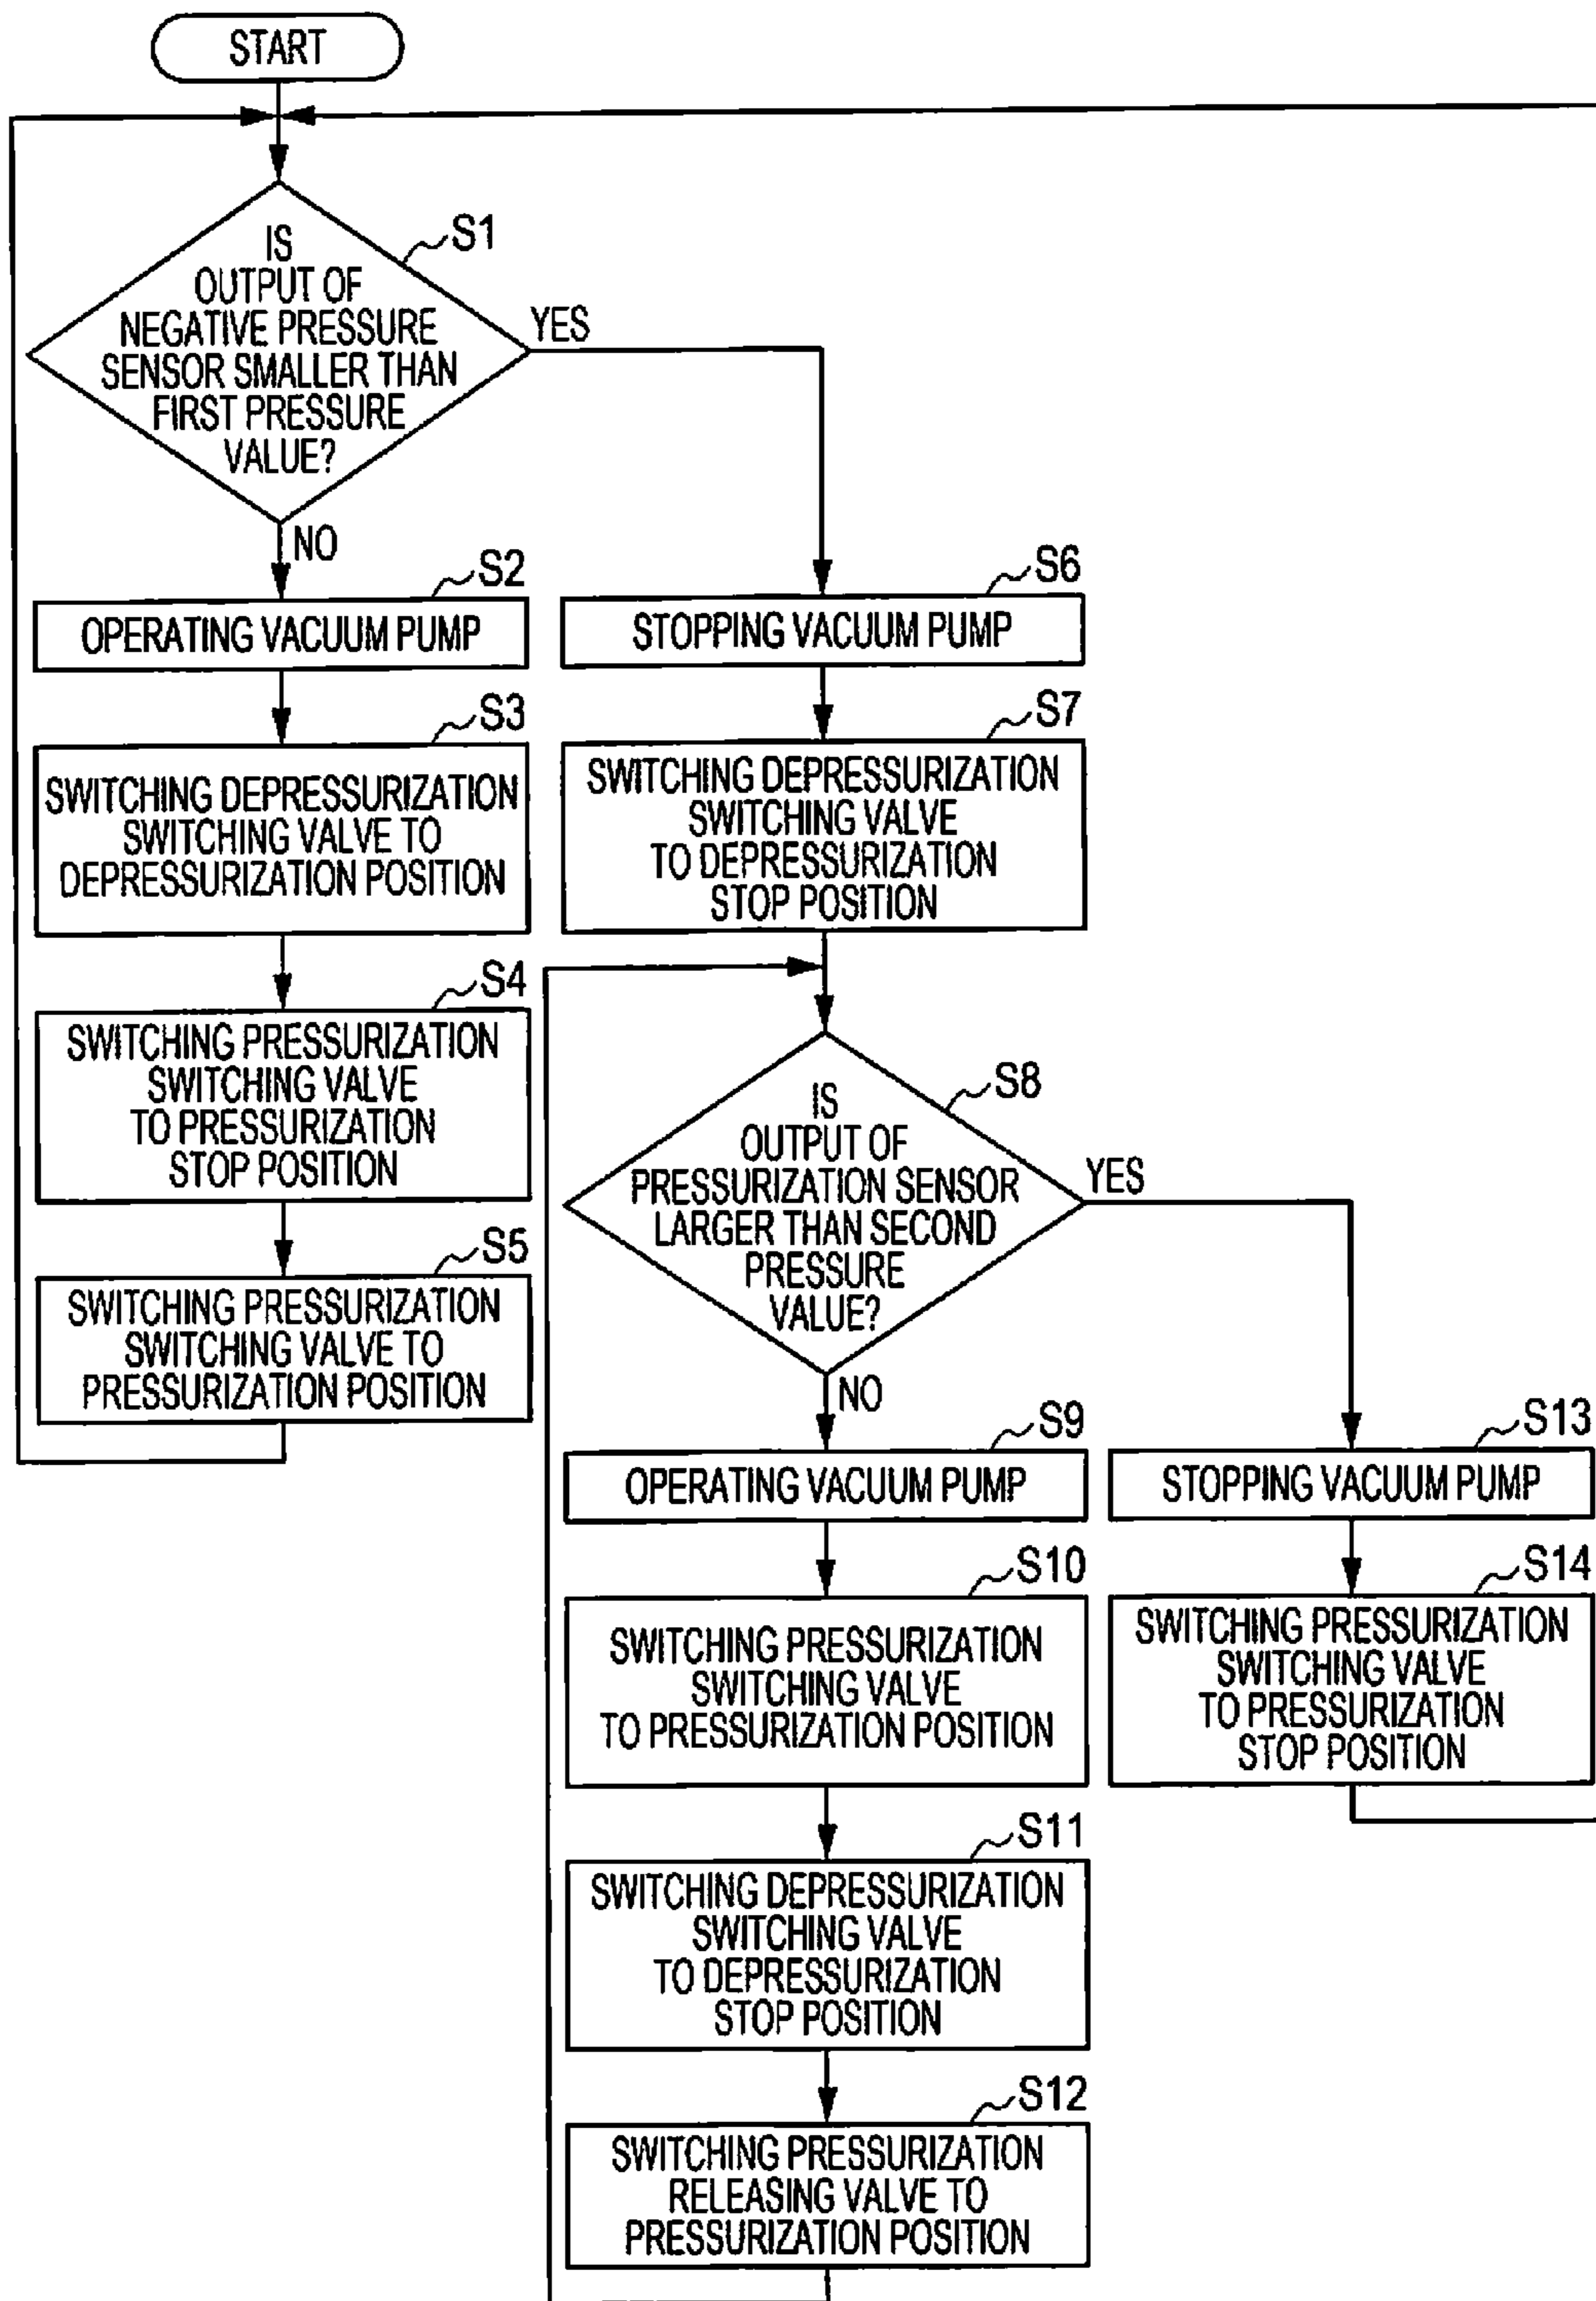 START
S1
IS
OUTPUT OF
NEGATIVE PRESSURE
SENSOR SMALLER THAN
FIRST PRESSURE
VALUE?
YES
NO
S2
OPERATING VACUUM PUMP
S3
SWITCHING DEPRESSURIZATION
SWITCHING VALVE TO
DEPRESSURIZATION POSITION
S4
SWITCHING PRESSURIZATION
SWITCHING VALVE
TO PRESSURIZATION
STOP POSITION
S5
SWITCHING PRESSURIZATION
SWITCHING VALVE TO
PRESSURIZATION POSITION
S6
STOPPING VACUUM PUMP
S7
SWITCHING DEPRESSURIZATION
SWITCHING VALVE
TO DEPRESSURIZATION
STOP POSITION
S8
IS
OUTPUT OF
PRESSURIZATION SENSOR
LARGER THAN SECOND
PRESSURE
VALUE?
YES
NO
S9
OPERATING VACUUM PUMP
S10
SWITCHING PRESSURIZATION
SWITCHING VALVE
TO PRESSURIZATION POSITION
S11
SWITCHING DEPRESSURIZATION
SWITCHING VALVE
TO DEPRESSURIZATION
STOP POSITION
S12
SWITCHING PRESSURIZATION
RELEASING VALVE TO
PRESSURIZATION POSITION
S13
STOPPING VACUUM PUMP
S14
SWITCHING PRESSURIZATION
SWITCHING VALVE
TO PRESSURIZATION
STOP POSITION